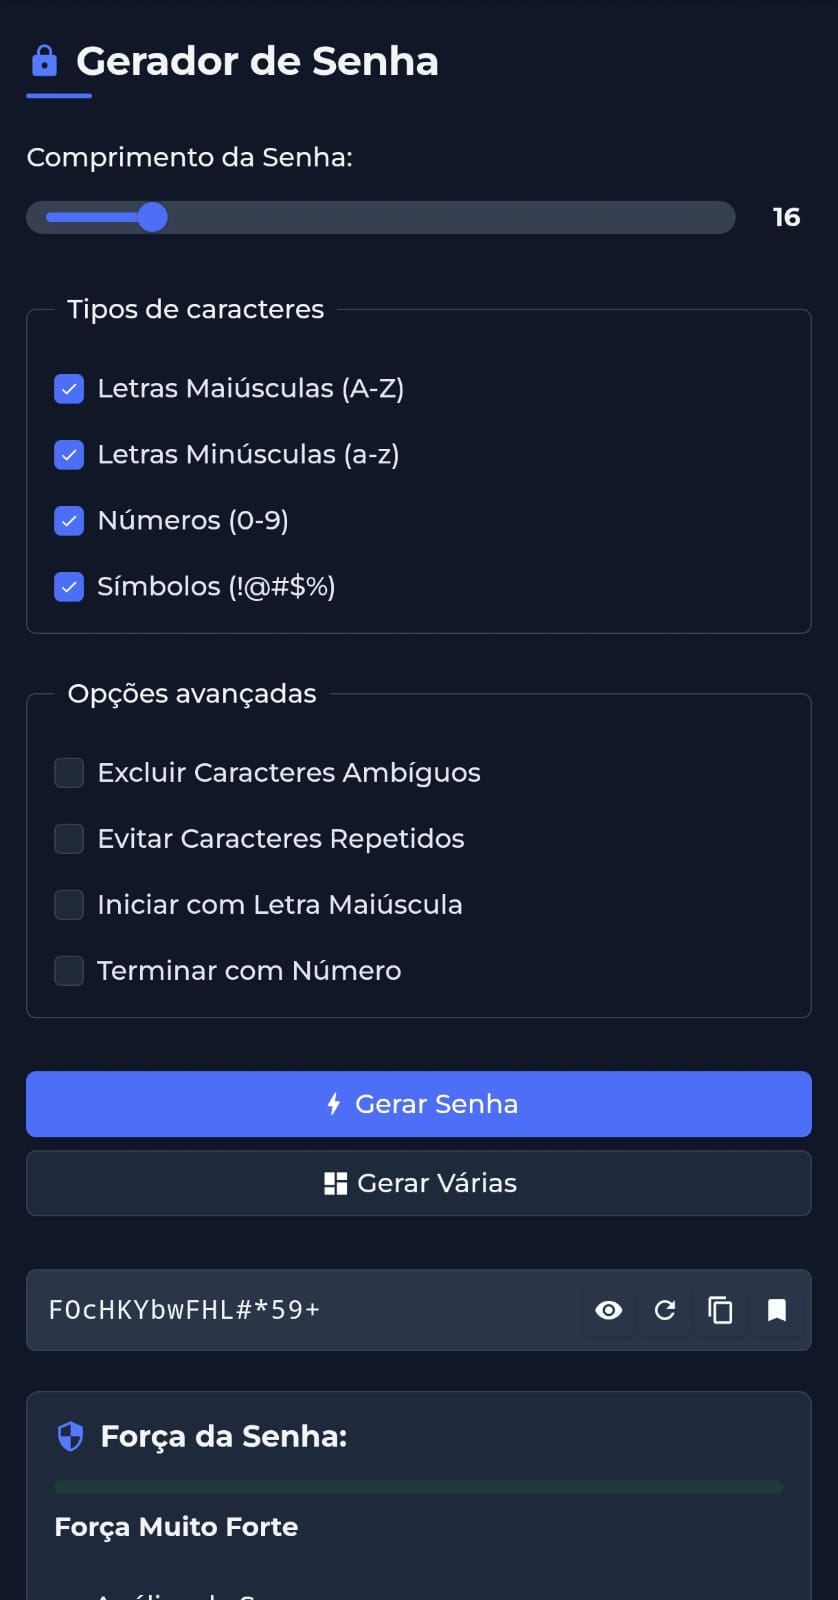 Gerador de Senha
Comprimento da Senha:
16
Tipos de caracteres
Letras Maiúsculas (A-Z)
Letras Minúsculas (a-z)
Números (0-9)
Símbolos (!@#$%)
Opções avançadas
Excluir Caracteres Ambíguos
Evitar Caracteres Repetidos
Iniciar com Letra Maiúscula
Terminar com Número
Gerar Senha
Gerar Várias
FOcHKYbwFHL#*59+
Força da Senha:
Força Muito Forte